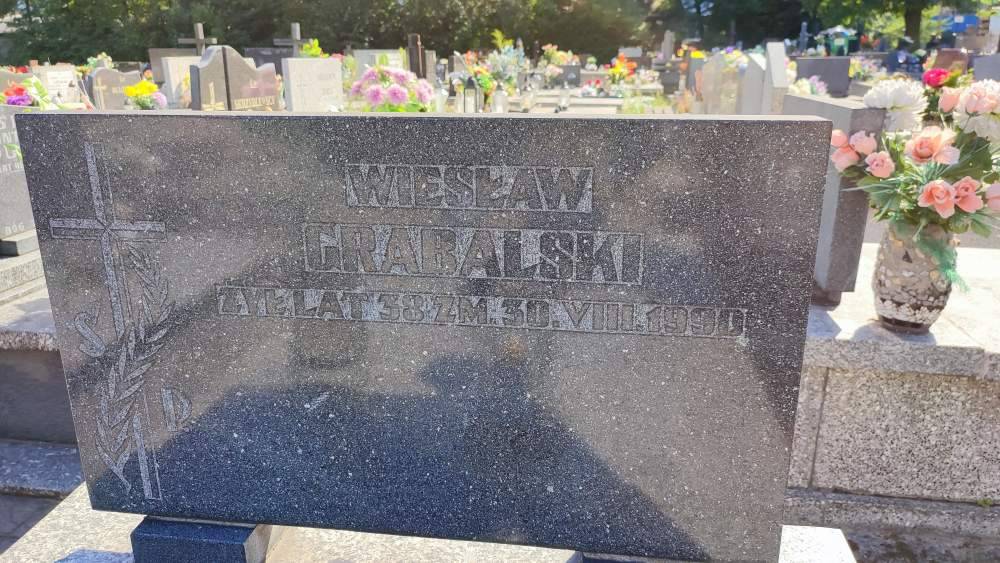 WIESŁAW
GRABALSKI
ŻYŁ LAT 38 ZM. 30.VIII.1990
S
D